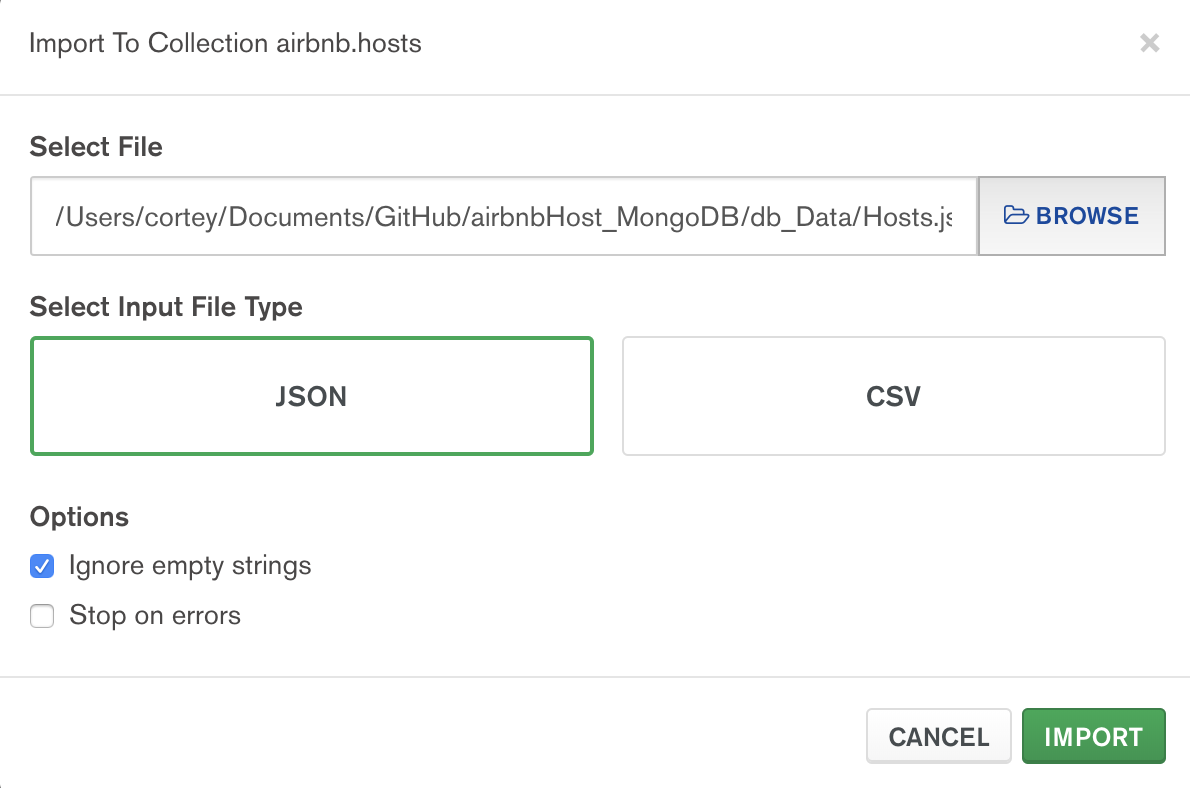 Import To Collection airbnb.hosts
Select File
/Users/cortey/Documents/GitHub/airbnbHost_MongoDB/db_Data/Hosts.js
BROWSE
Select Input File Type
JSON
CSV
Options
Ignore empty strings
Stop on errors
CANCEL
IMPORT